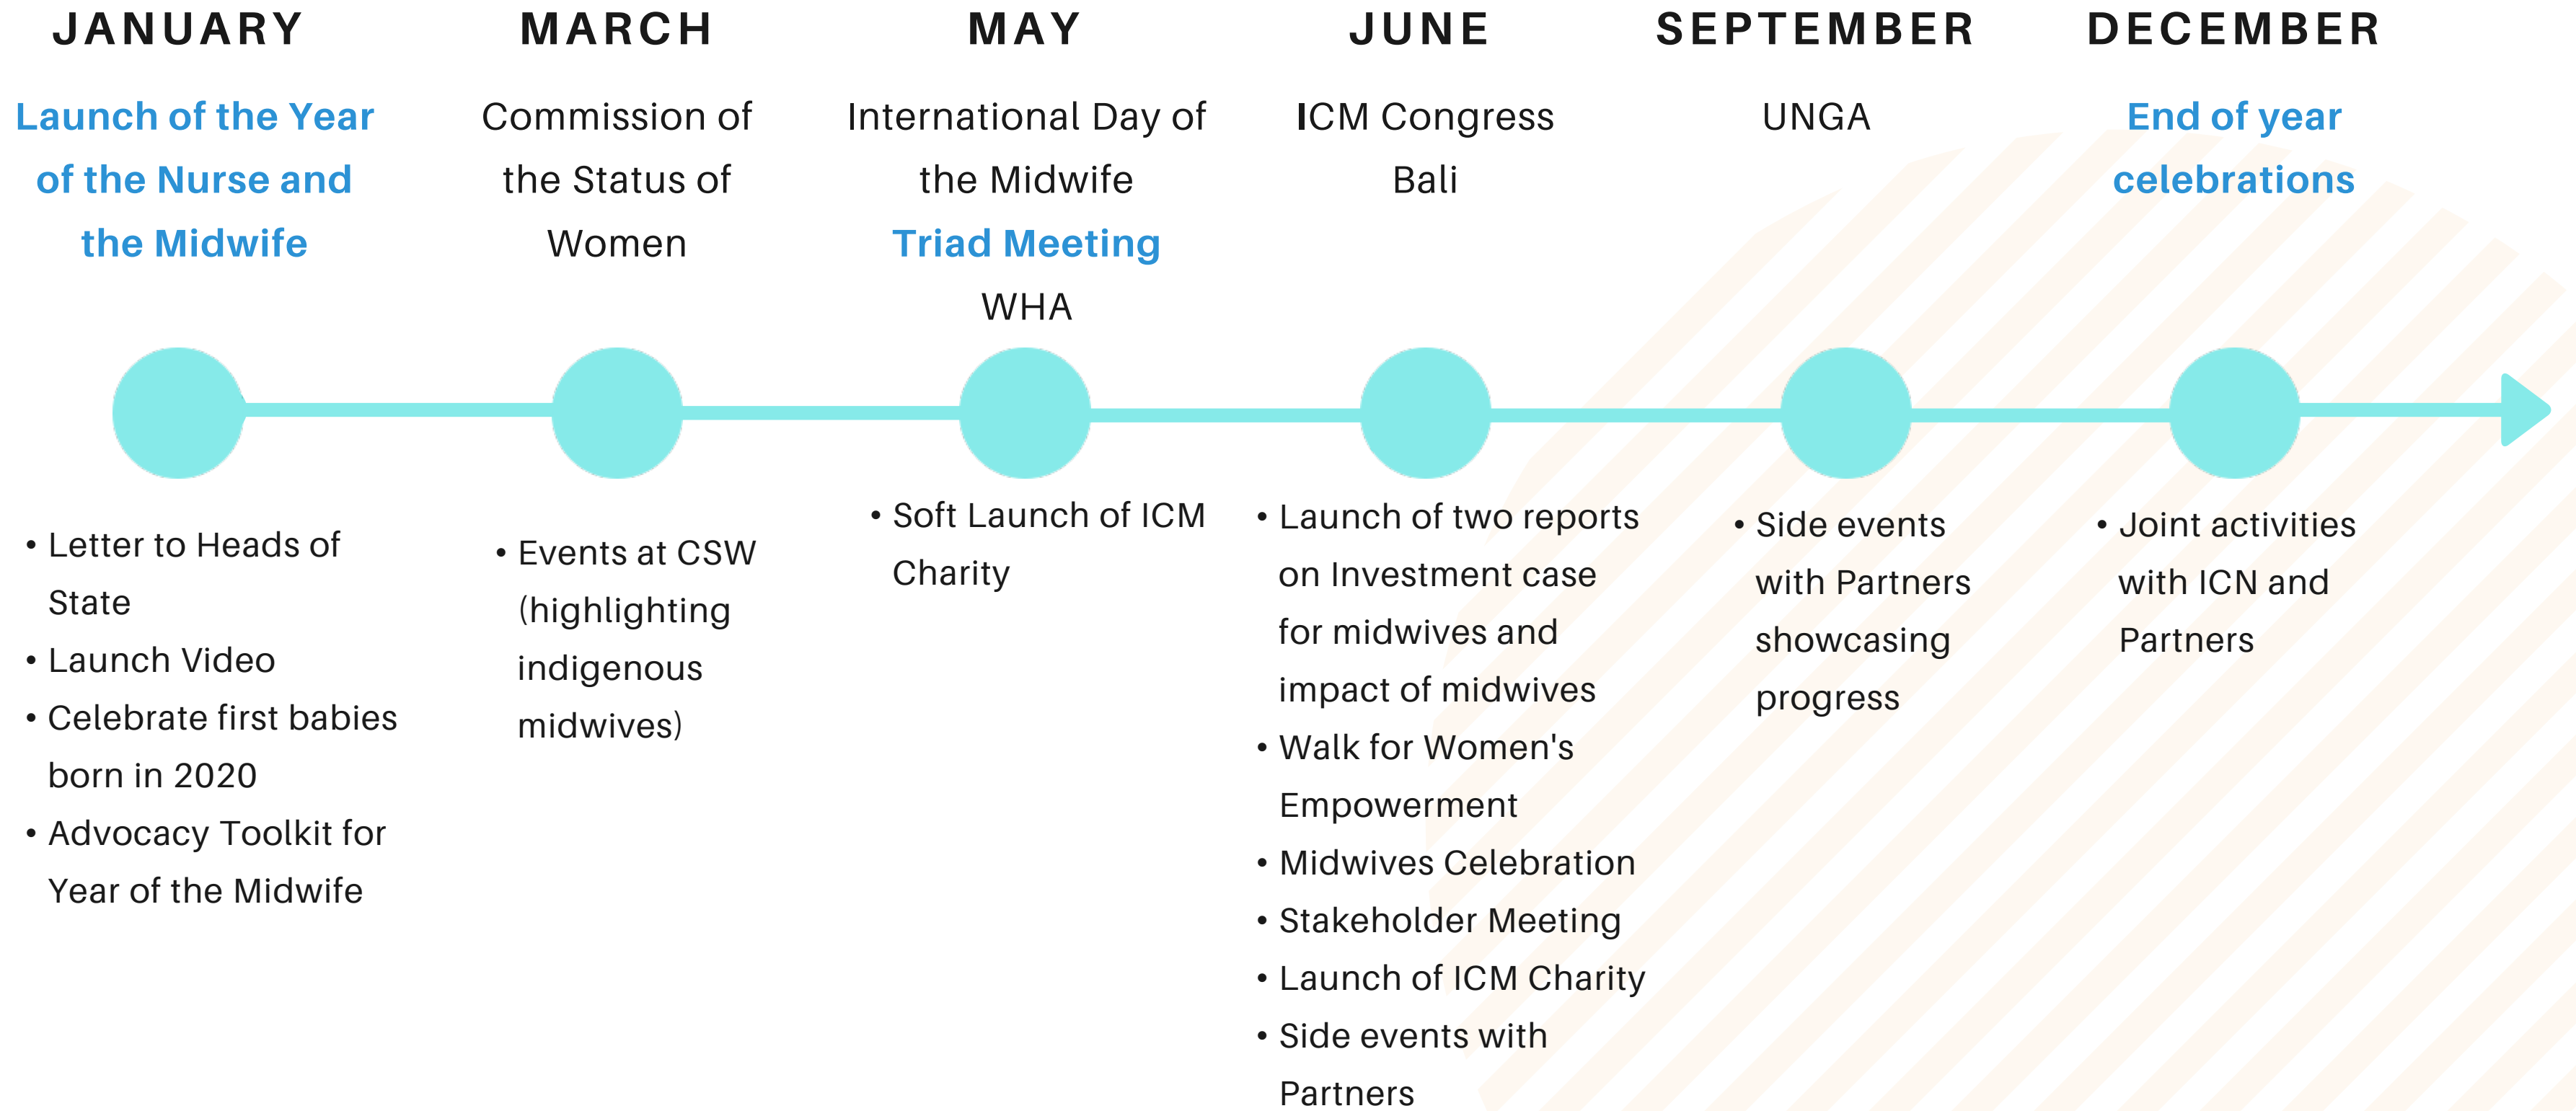 JANUARY
Launch of the Year
of the Nurse and
the Midwife
• Letter to Heads of
State
• Launch Video
• Celebrate first babies
born in 2020
• Advocacy Toolkit for
Year of the Midwife
MARCH
Commission of
the Status of
Women
• Events at CSW
(highlighting
indigenous
midwives)
MAY
International Day of
the Midwife
Triad Meeting
WHA
• Soft Launch of ICM
Charity
JUNE
ICM Congress
Bali
• Launch of two reports
on Investment case
for midwives and
impact of midwives
• Walk for Women's
Empowerment
• Midwives Celebration
• Stakeholder Meeting
• Launch of ICM Charity
• Side events with
Partners
SEPTEMBER
UNGA
• Side events
with Partners
showcasing
progress
DECEMBER
End of year
celebrations
• Joint activities
with ICN and
Partners